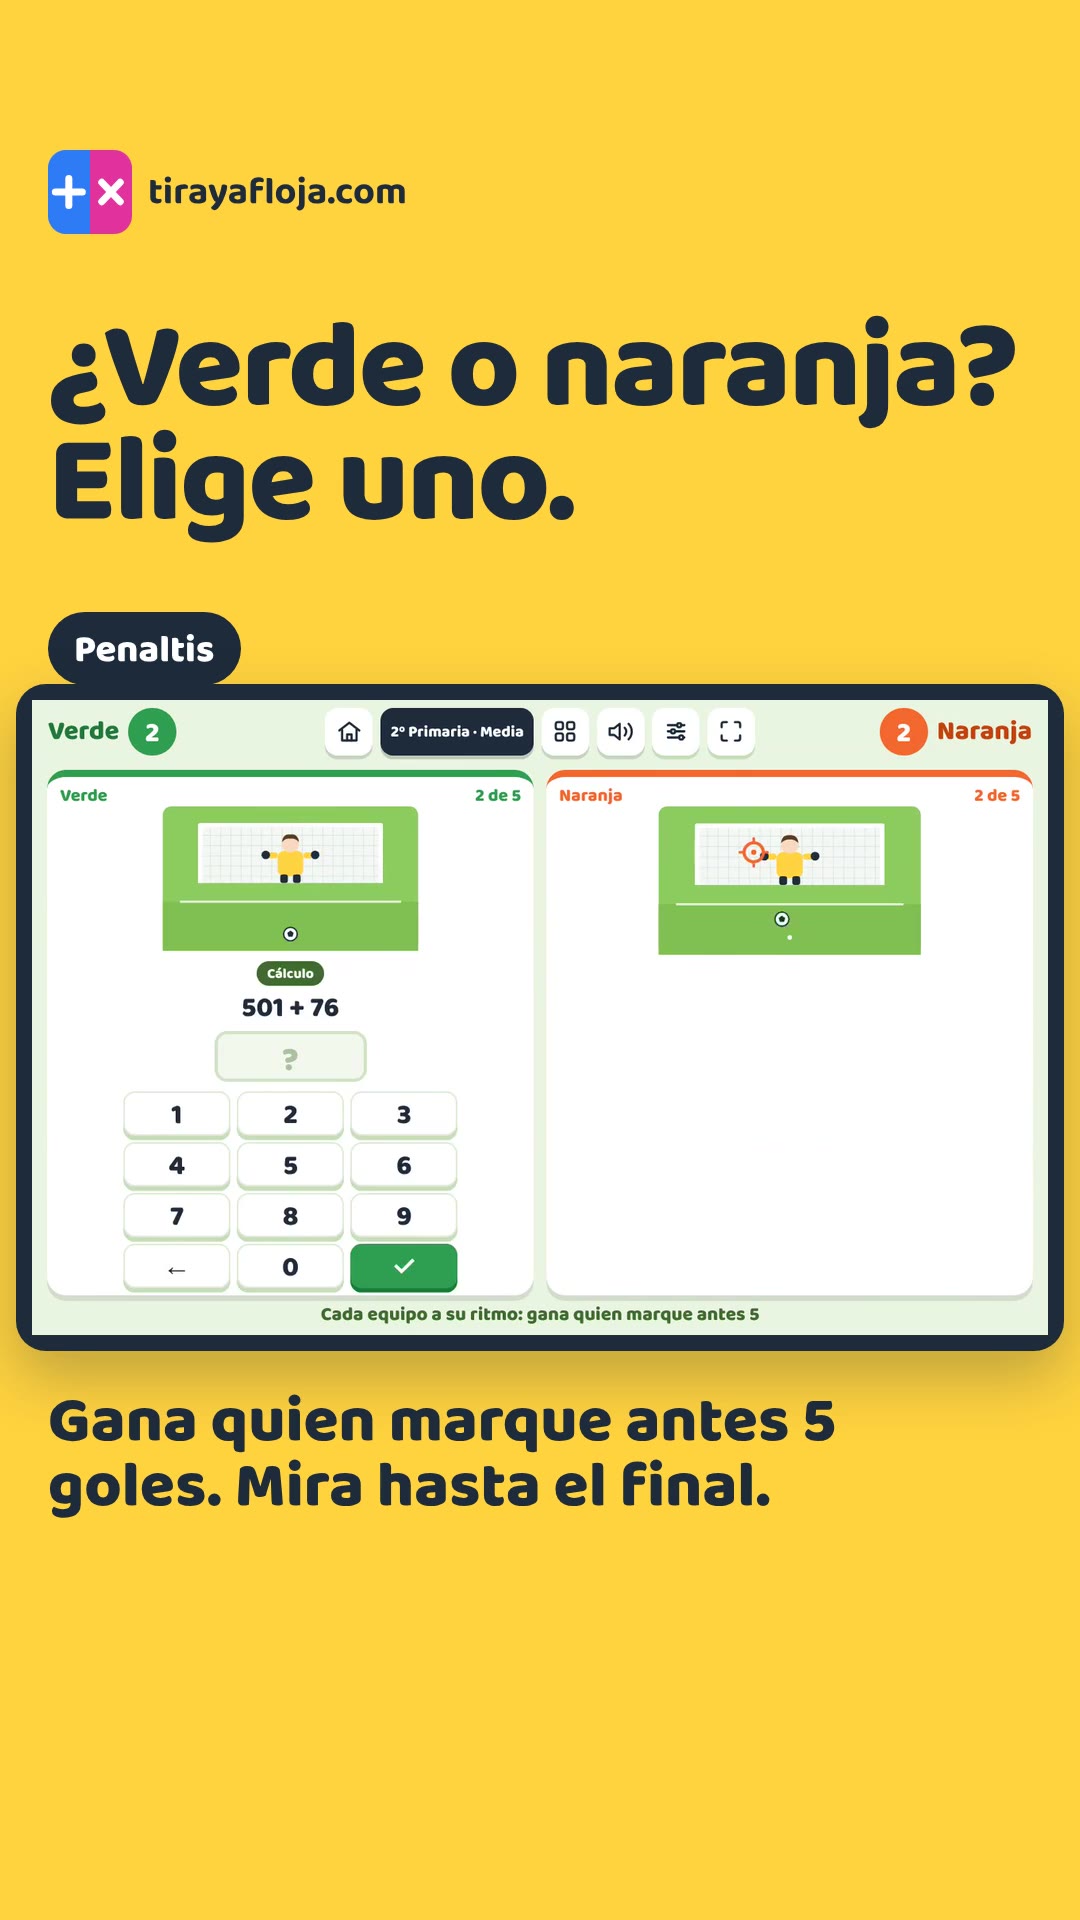 tirayafloja.com
¿Verde o naranja?
Elige uno.
Penaltis
Verde 2
2º Primaria · Media
2 Naranja
Verde 2 de 5
Naranja 2 de 5
Cálculo
501 + 76
?
1 2 3
4 5 6
7 8 9
← 0 ✓
Cada equipo a su ritmo: gana quien marque antes 5
Gana quien marque antes 5
goles. Mira hasta el final.